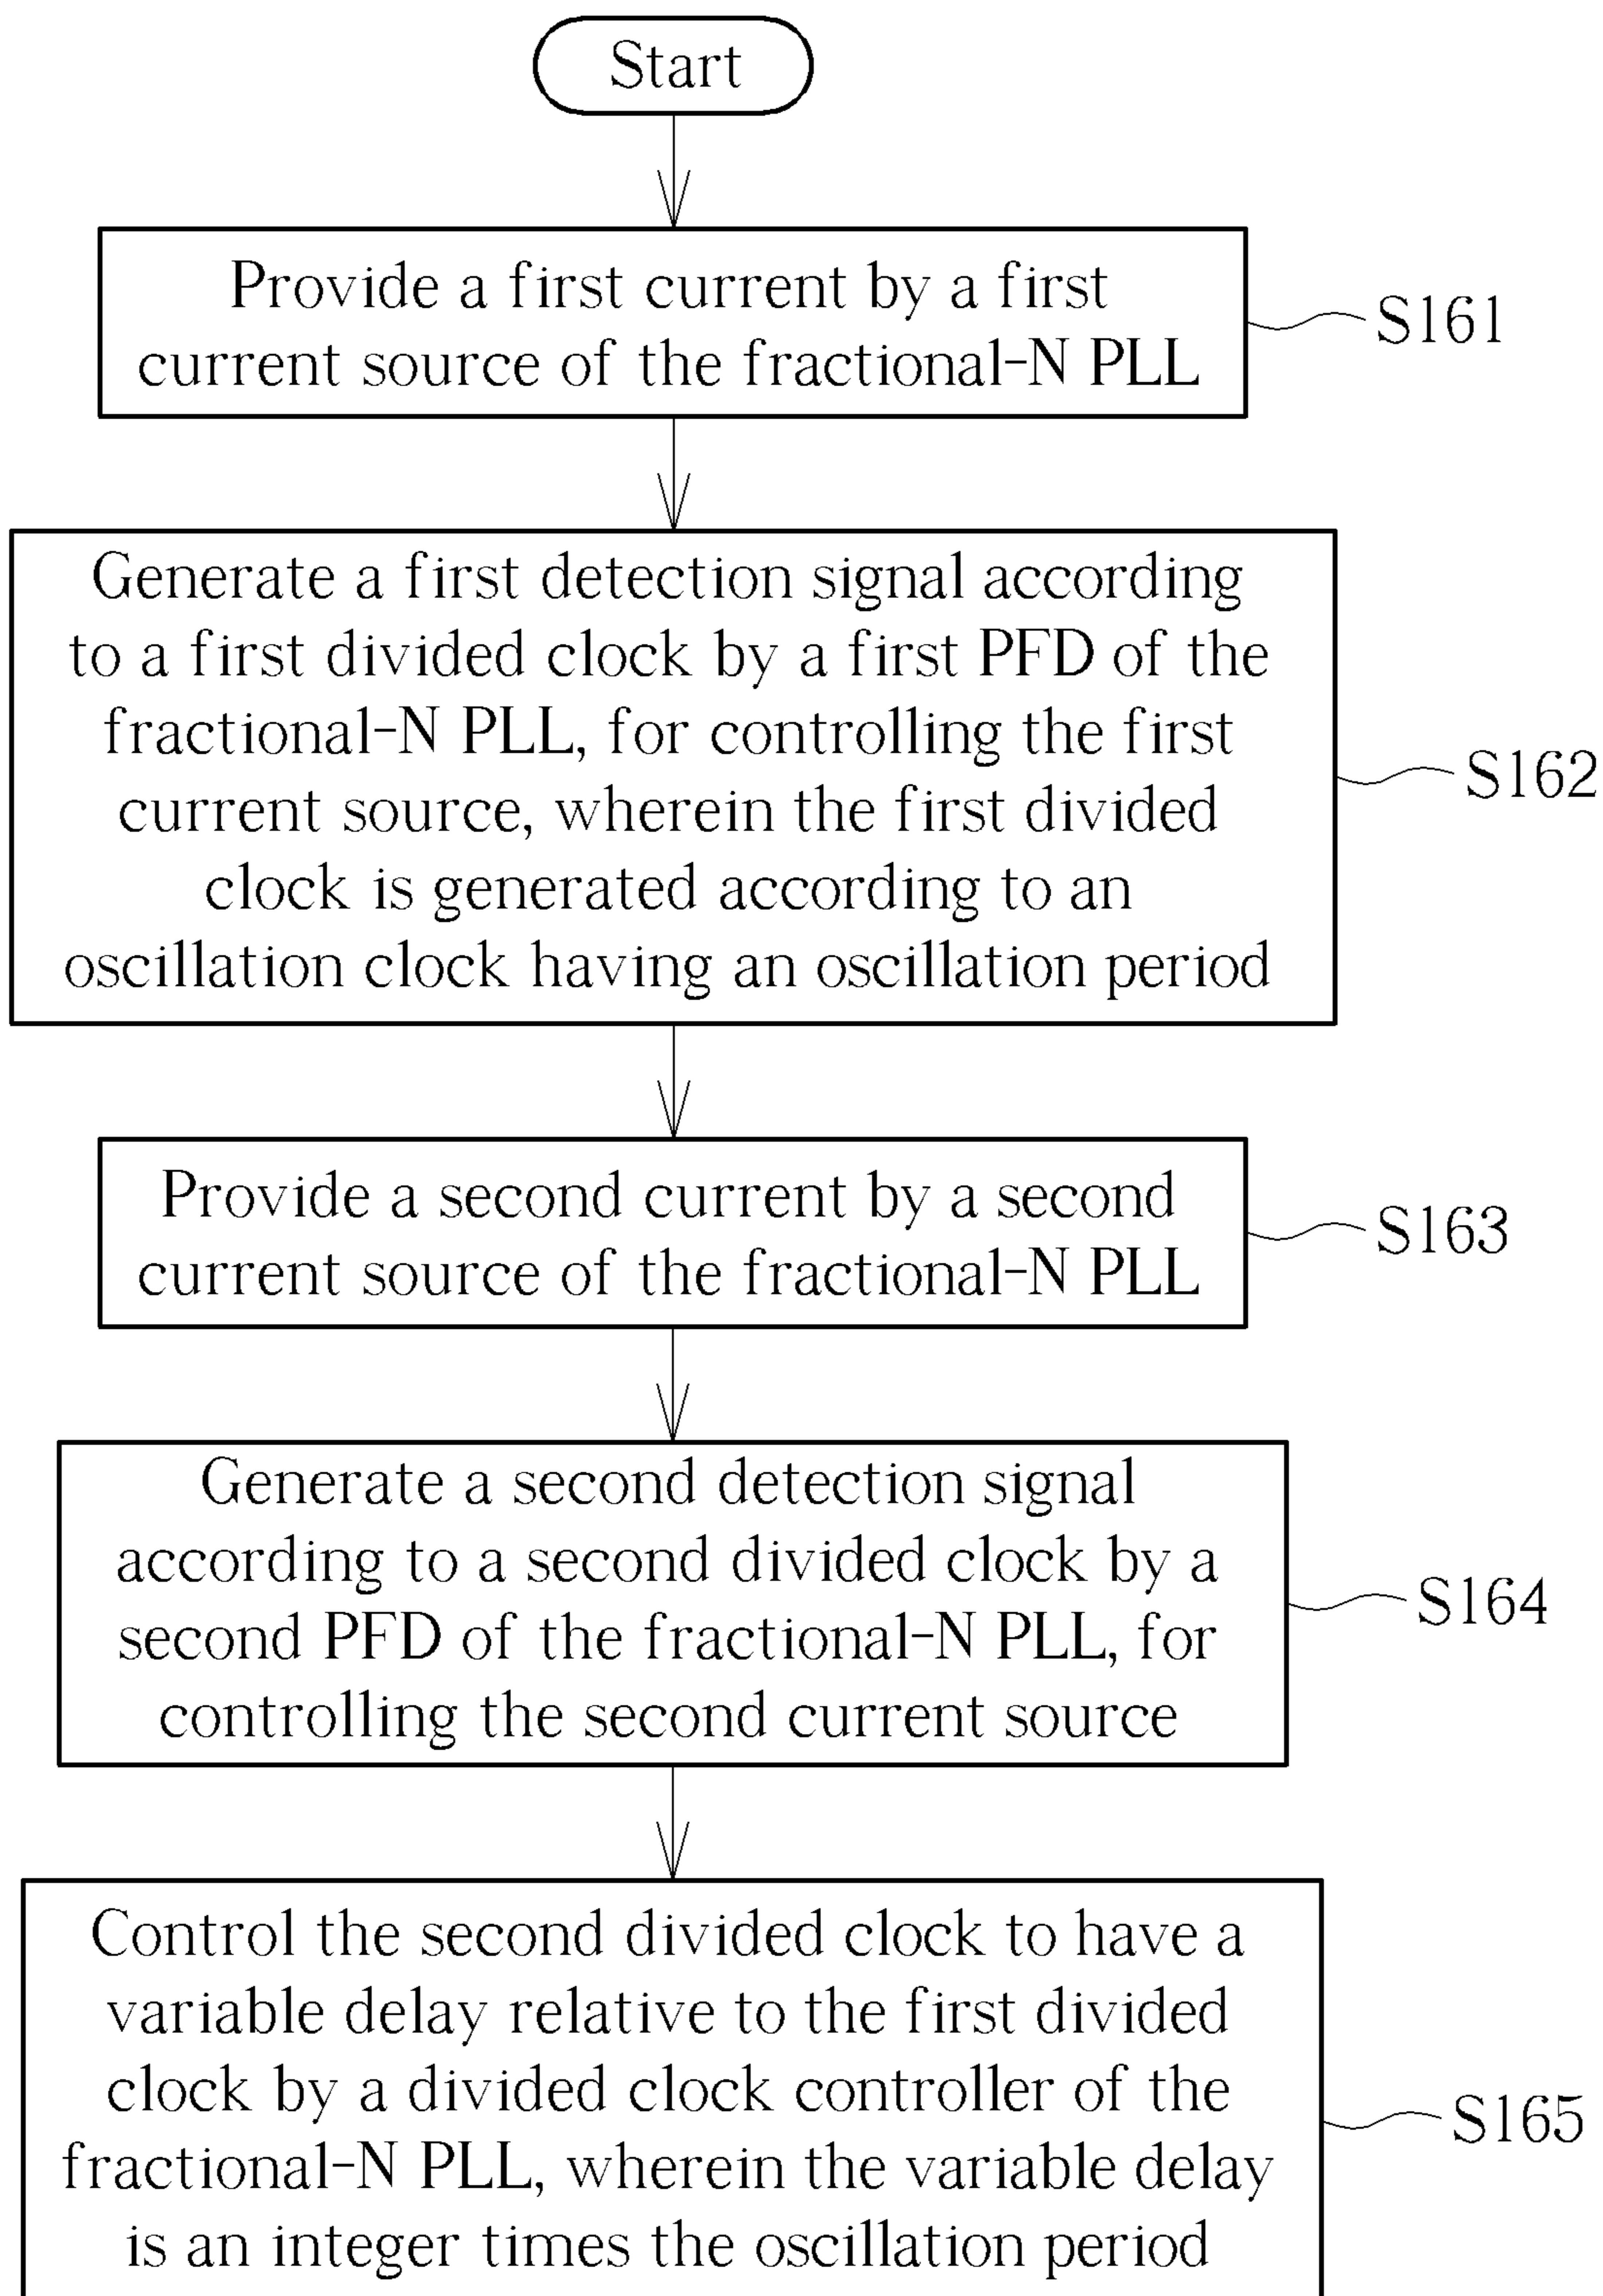 Start
Provide a first current by a first
current source of the fractional-N PLL
S161
Generate a first detection signal according
to a first divided clock by a first PFD of the
fractional-N PLL, for controlling the first
current source, wherein the first divided
clock is generated according to an
oscillation clock having an oscillation period
S162
Provide a second current by a second
current source of the fractional-N PLL
S163
Generate a second detection signal
according to a second divided clock by a
second PFD of the fractional-N PLL, for
controlling the second current source
S164
Control the second divided clock to have a
variable delay relative to the first divided
clock by a divided clock controller of the
fractional-N PLL, wherein the variable delay
is an integer times the oscillation period
S165